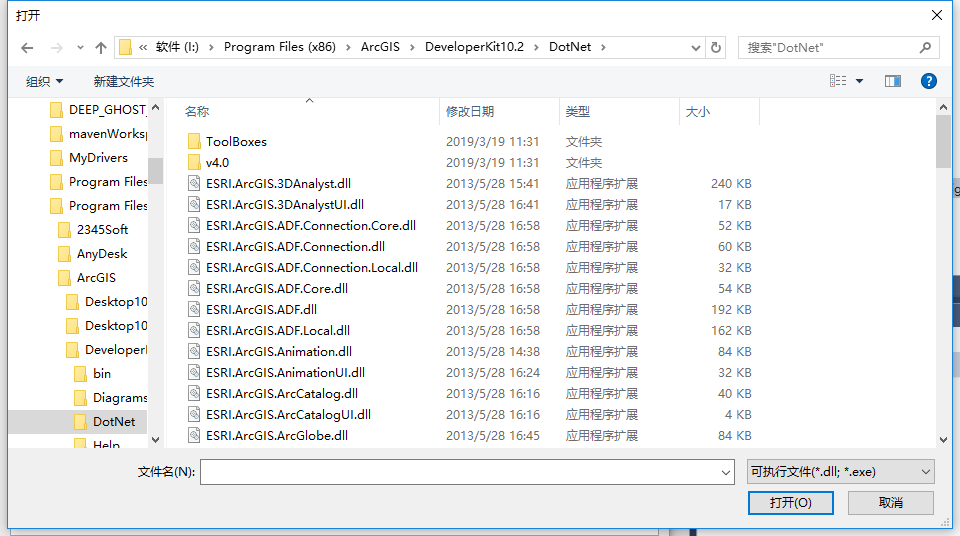 打开
« 软件 (I:) › Program Files (x86) › ArcGIS › DeveloperKit10.2 › DotNet ›
搜索"DotNet"
组织 新建文件夹
DEEP_GHOST_
mavenWorksp
MyDrivers
Program Files
Program Files
2345Soft
AnyDesk
ArcGIS
Desktop10
Desktop10
Developer
bin
Diagrams
DotNet
Help
名称 修改日期 类型 大小
ToolBoxes 2019/3/19 11:31 文件夹
v4.0 2019/3/19 11:31 文件夹
ESRI.ArcGIS.3DAnalyst.dll 2013/5/28 15:41 应用程序扩展 240 KB
ESRI.ArcGIS.3DAnalystUI.dll 2013/5/28 16:41 应用程序扩展 17 KB
ESRI.ArcGIS.ADF.Connection.Core.dll 2013/5/28 16:58 应用程序扩展 52 KB
ESRI.ArcGIS.ADF.Connection.dll 2013/5/28 16:58 应用程序扩展 60 KB
ESRI.ArcGIS.ADF.Connection.Local.dll 2013/5/28 16:58 应用程序扩展 32 KB
ESRI.ArcGIS.ADF.Core.dll 2013/5/28 16:58 应用程序扩展 54 KB
ESRI.ArcGIS.ADF.dll 2013/5/28 16:58 应用程序扩展 192 KB
ESRI.ArcGIS.ADF.Local.dll 2013/5/28 16:58 应用程序扩展 162 KB
ESRI.ArcGIS.Animation.dll 2013/5/28 14:38 应用程序扩展 84 KB
ESRI.ArcGIS.AnimationUI.dll 2013/5/28 16:24 应用程序扩展 32 KB
ESRI.ArcGIS.ArcCatalog.dll 2013/5/28 16:16 应用程序扩展 40 KB
ESRI.ArcGIS.ArcCatalogUI.dll 2013/5/28 16:16 应用程序扩展 4 KB
ESRI.ArcGIS.ArcGlobe.dll 2013/5/28 16:45 应用程序扩展 84 KB
文件名(N):
可执行文件(*.dll; *.exe)
打开(O) 取消